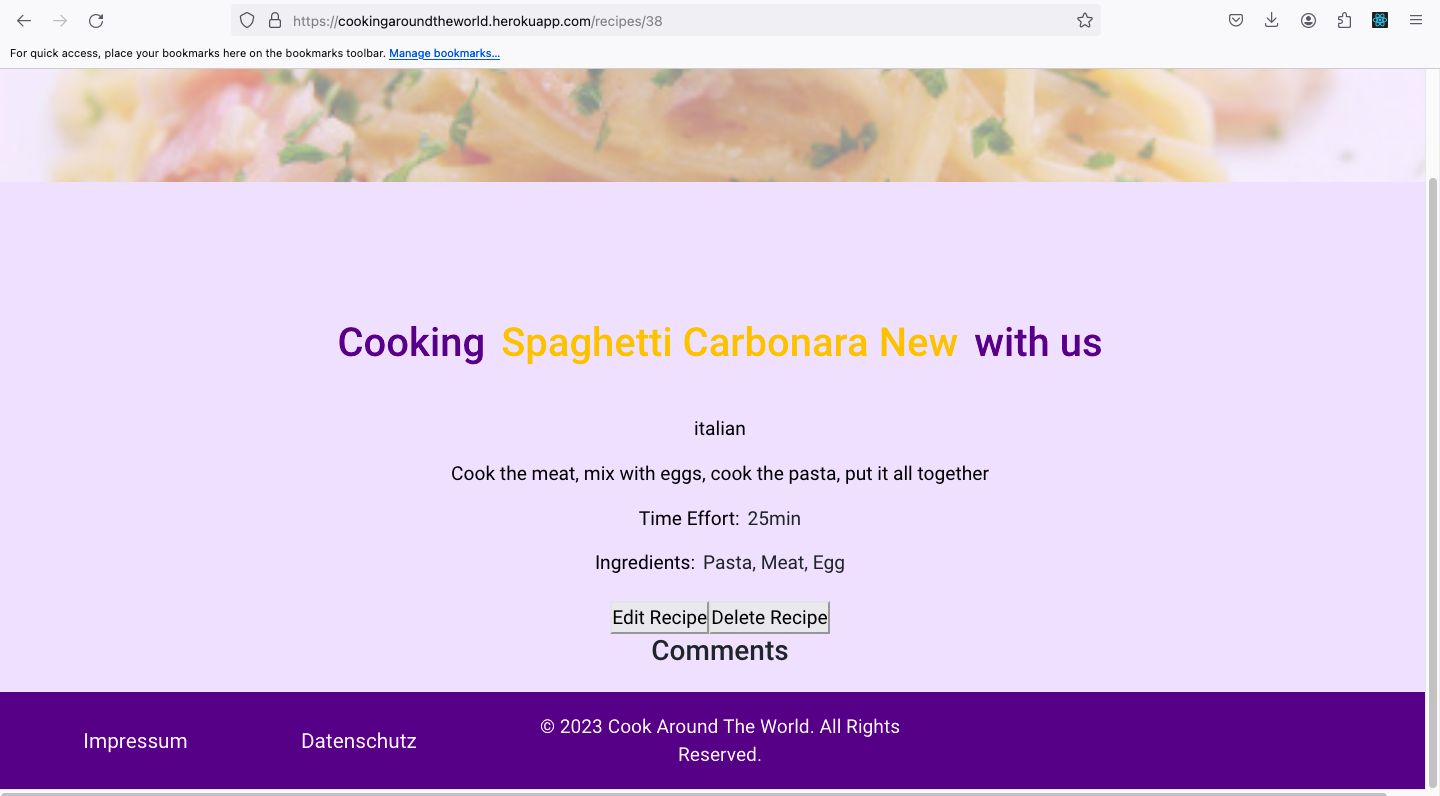 https://cookingaroundtheworld.herokuapp.com/recipes/38
For quick access, place your bookmarks here on the bookmarks toolbar. Manage bookmarks...
Cooking Spaghetti Carbonara New with us
italian
Cook the meat, mix with eggs, cook the pasta, put it all together
Time Effort: 25min
Ingredients: Pasta, Meat, Egg
Edit Recipe Delete Recipe
Comments
Impressum
Datenschutz
© 2023 Cook Around The World. All Rights
Reserved.